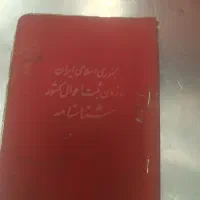 جمهوری اسلامی ایران
سازمان ثبت احوال کشور
شناسنامه